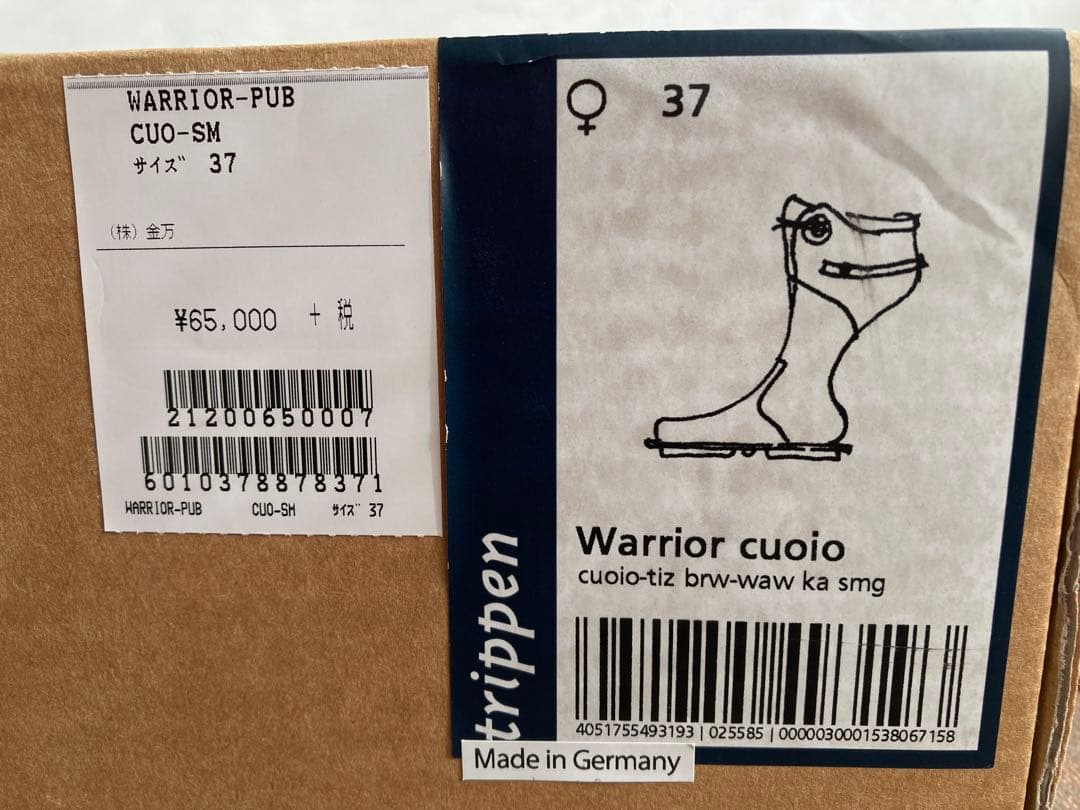 WARRIOR-PUB
CUO-SM
サイズ 37
(株) 金万
¥65,000 + 税
21200650007
6010378878371
WARRIOR-PUB CUO-SM サイズ 37
♀ 37
Warrior cuoio
cuoio-tiz brw-waw ka smg
4051755493193 | 025585 | 0000030001538067158
trippen
Made in Germany